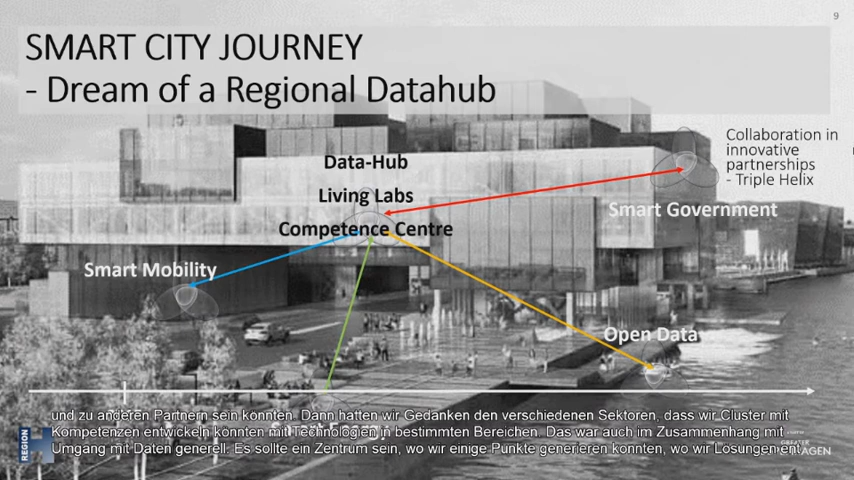 9
SMART CITY JOURNEY
- Dream of a Regional Datahub
Collaboration in
innovative
partnerships
- Triple Helix
Data-Hub
Living Labs
Competence Centre
Smart Government
Smart Mobility
Open Data
und zu anderen Partnern sein könnten. Dann hatten wir Gedanken den verschiedenen Sektoren, dass wir Cluster mit
Kompetenzen entwickeln könnten mit Technologien in bestimmten Bereichen. Das war auch im Zusammenhang mit
Umgang mit Daten generell. Es sollte ein Zentrum sein, wo wir einige Punkte generieren konnten, wo wir Lösungen ent
REGION
H
GREATER